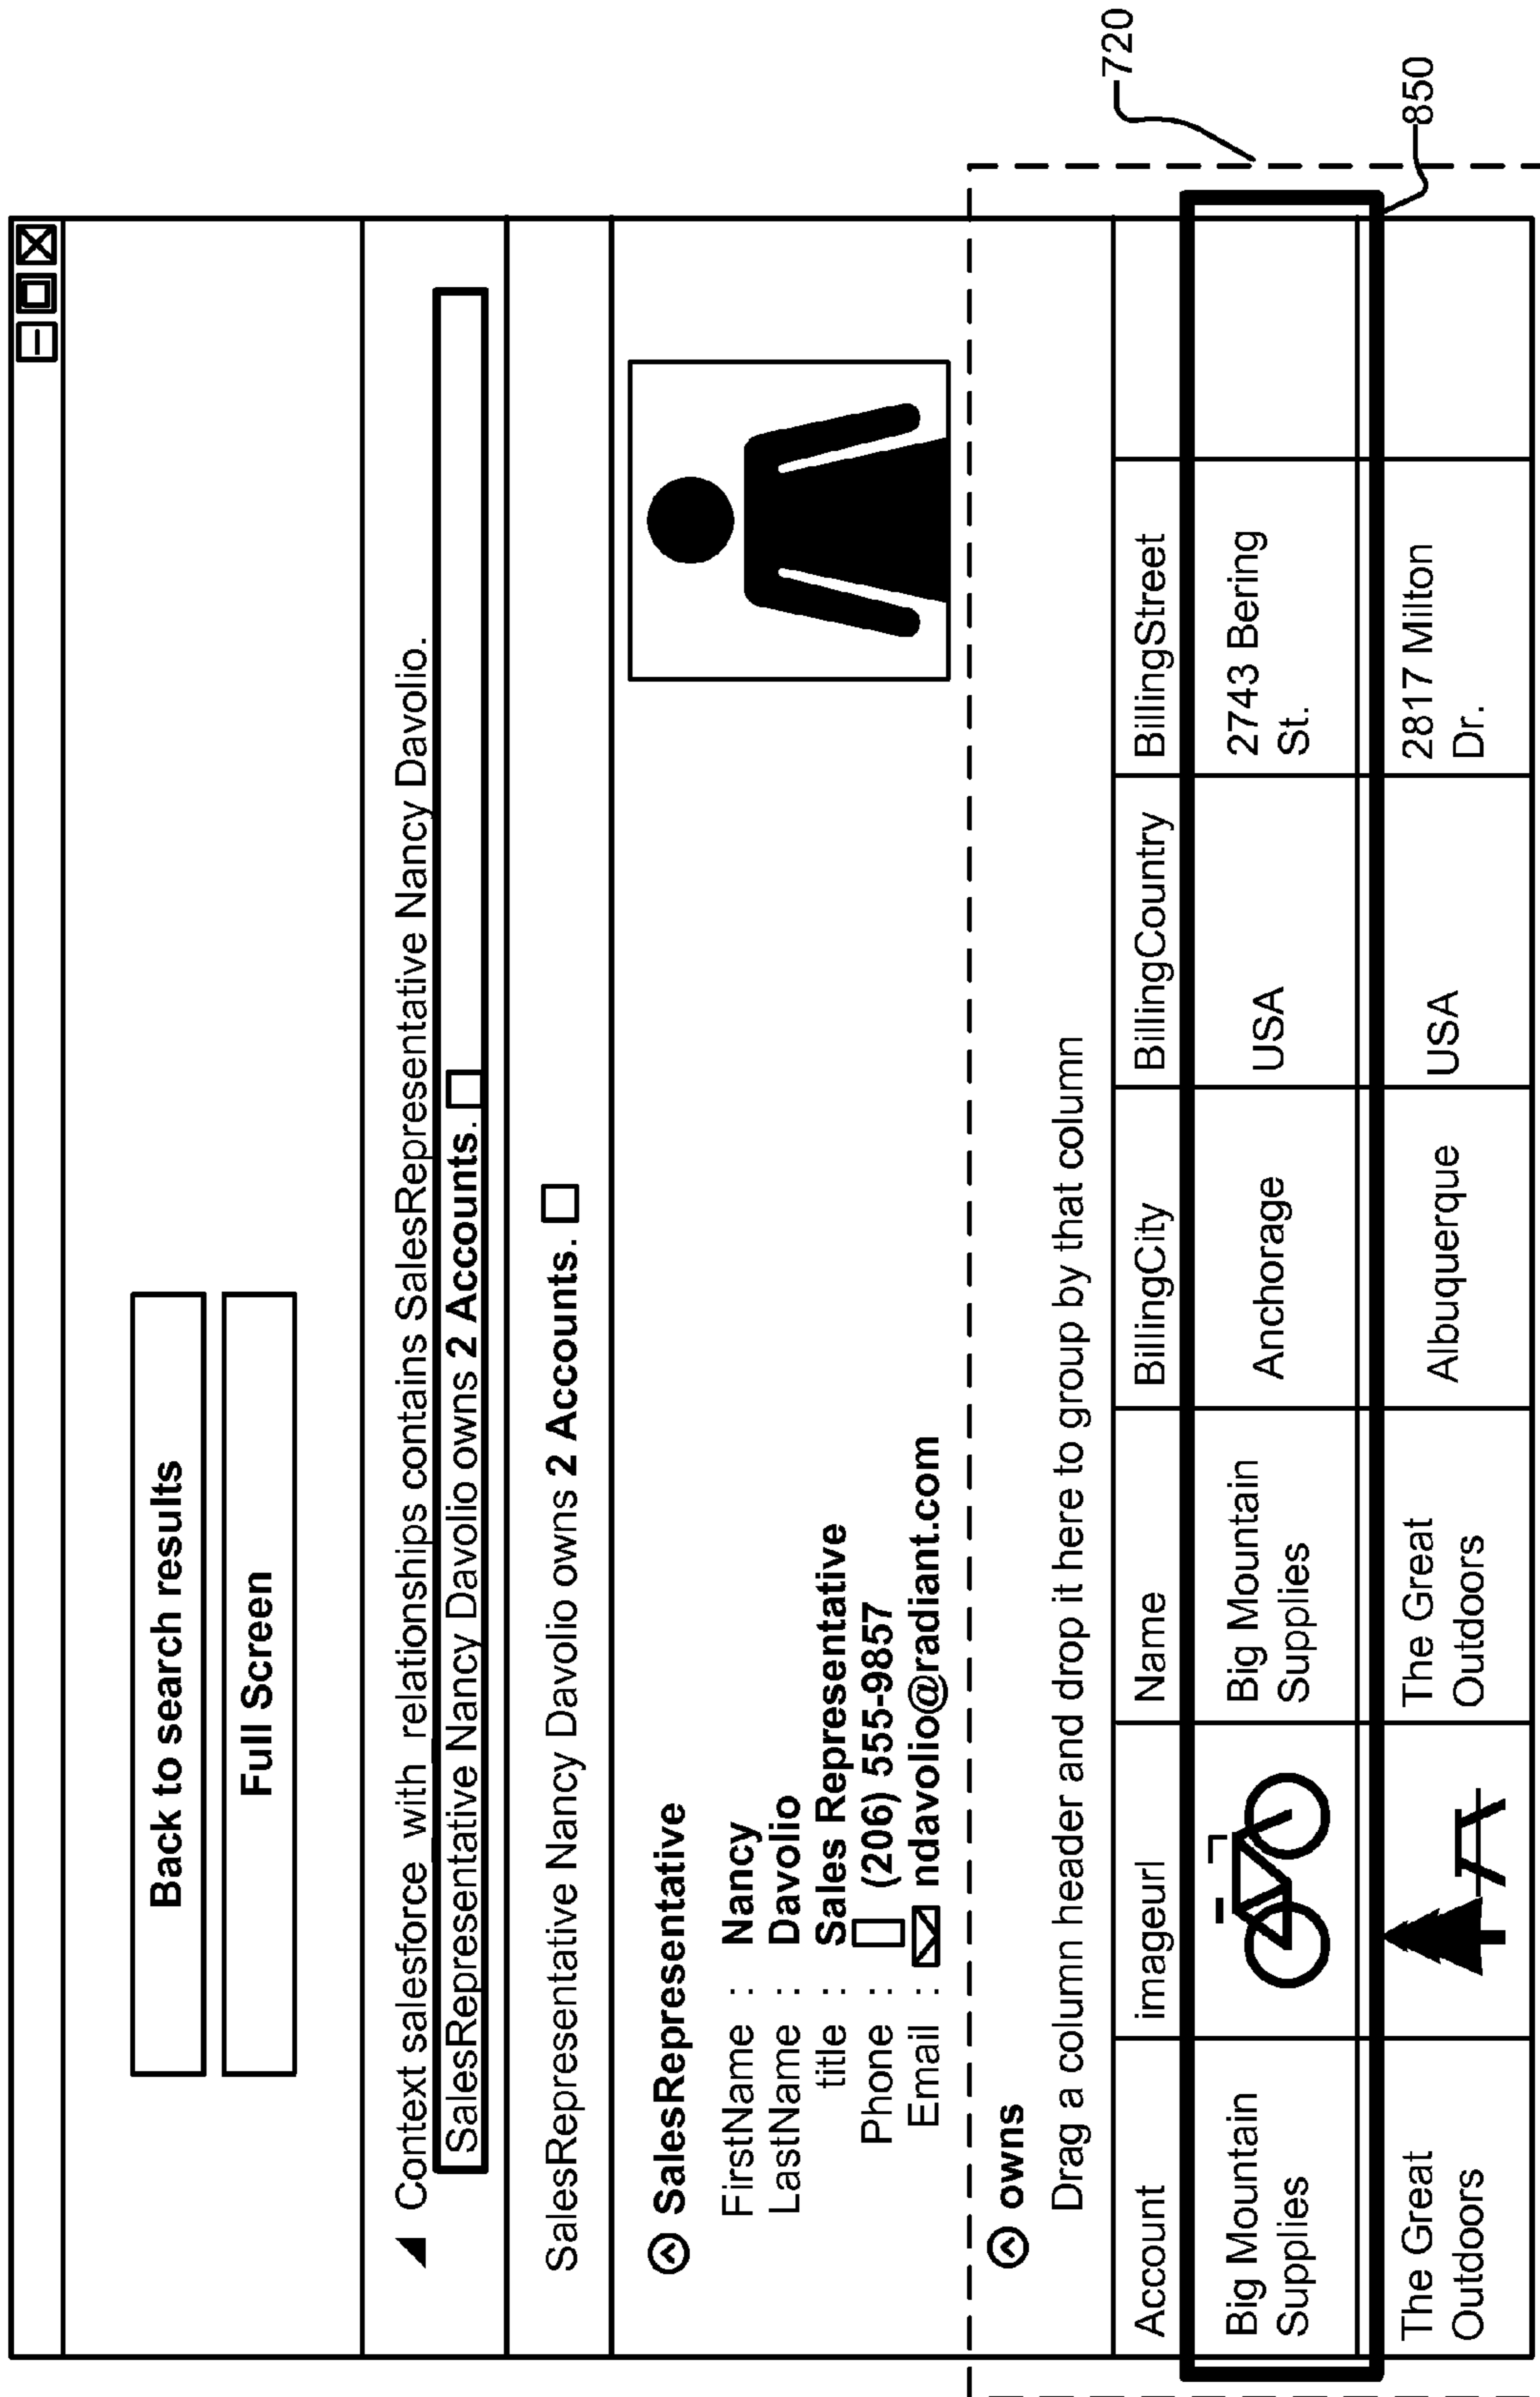 Back to search results
Full Screen
Context salesforce with relationships contains SalesRepresentative Nancy Davolio.
SalesRepresentative Nancy Davolio owns 2 Accounts.
SalesRepresentative Nancy Davolio owns 2 Accounts.
SalesRepresentative
FirstName : Nancy
LastName : Davolio
title : Sales Representative
Phone : (206) 555-9857
Email : ndavolio@radiant.com
owns
720
Drag a column header and drop it here to group by that column
Account imageurl Name BillingCity BillingCountry BillingStreet
Big Mountain Big Mountain Anchorage USA 2743 Bering
Supplies Supplies St.
850
The Great The Great Albuquerque USA 2817 Milton
Outdoors Outdoors Dr.